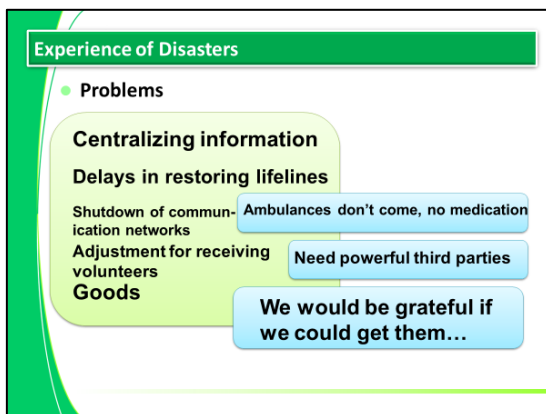 Experience of Disasters
Problems
Centralizing information
Delays in restoring lifelines
Shutdown of commun-
ication networks
Ambulances don't come, no medication
Adjustment for receiving
volunteers
Need powerful third parties
Goods
We would be grateful if
we could get them…